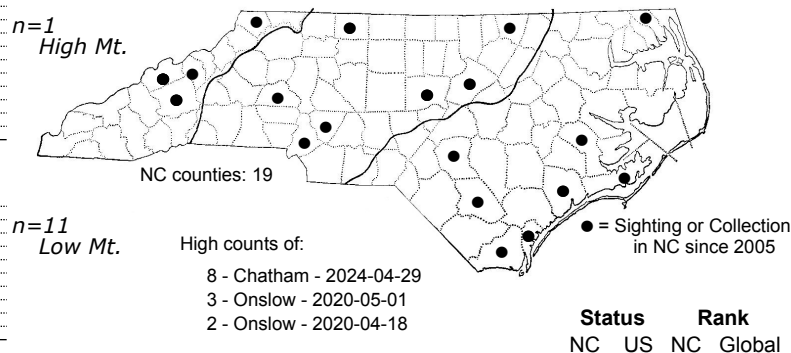 n=1
High Mt.
NC counties: 19
n=11
Low Mt.
High counts of:
8 - Chatham - 2024-04-29
3 - Onslow - 2020-05-01
2 - Onslow - 2020-04-18
● = Sighting or Collection
in NC since 2005
Status Rank
NC US NC Global